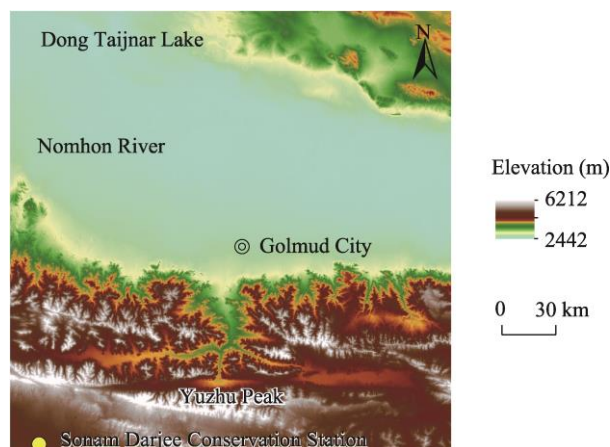 Dong Taijnar Lake
N
Nomhon River
Elevation (m)
6212
2442
Golmud City
0 30 km
Yuzhu Peak
Sonam Darjee Conservation Station